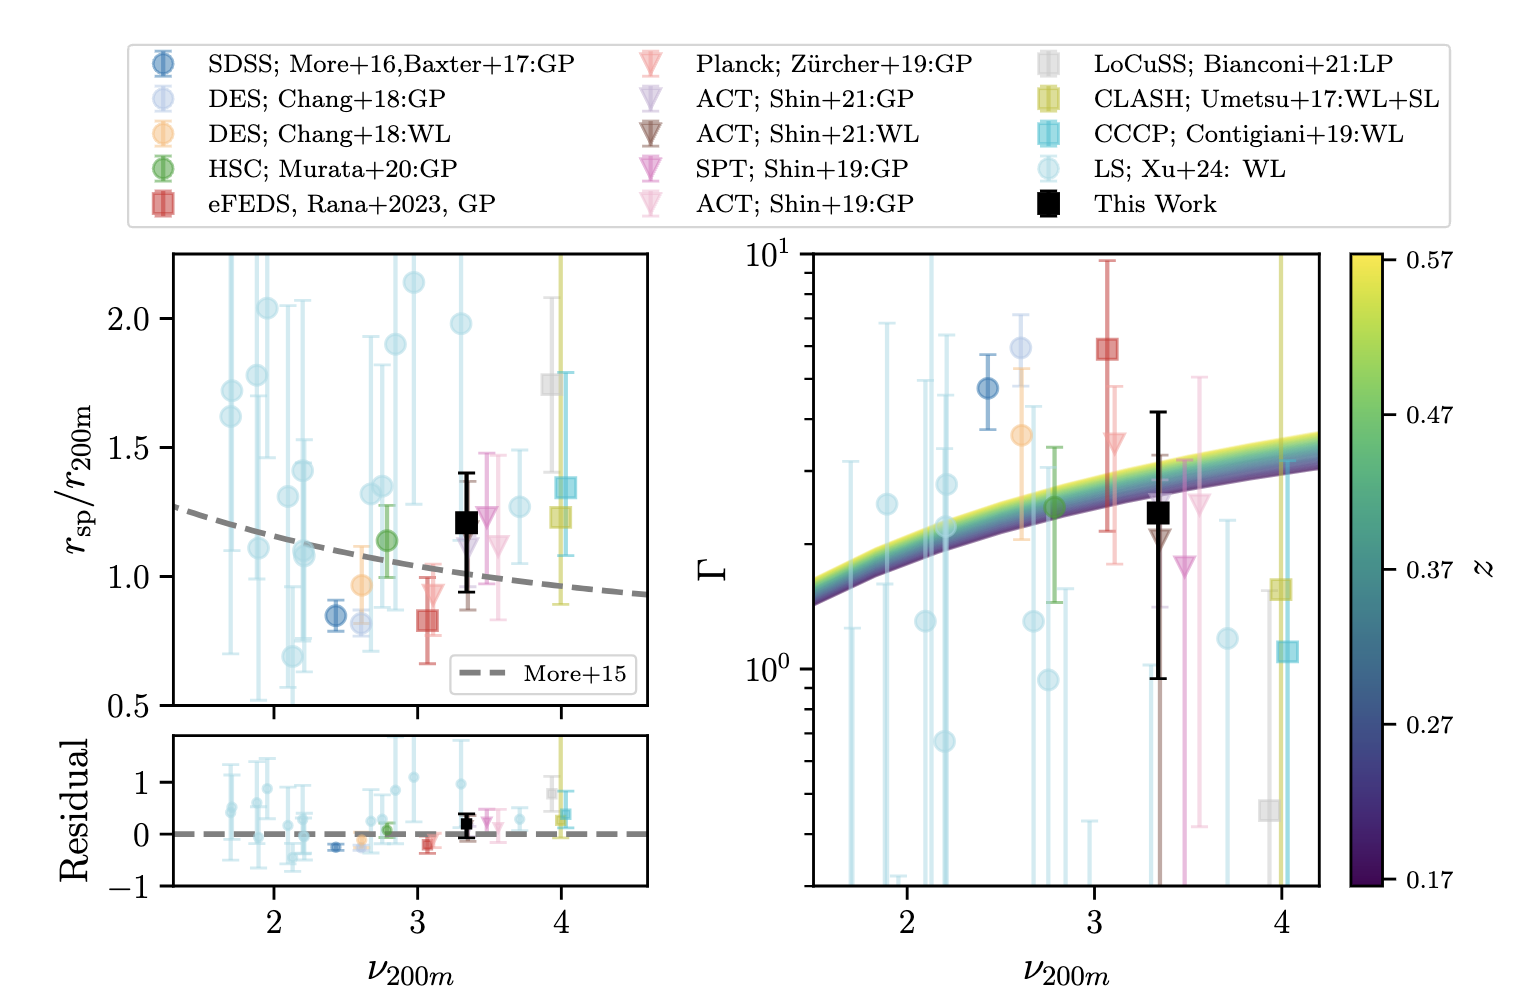 SDSS; More+16,Baxter+17:GP
DES; Chang+18:GP
DES; Chang+18:WL
HSC; Murata+20:GP
eFEDS, Rana+2023, GP
Planck; Zürcher+19:GP
ACT; Shin+21:GP
ACT; Shin+21:WL
SPT; Shin+19:GP
ACT; Shin+19:GP
LoCuSS; Bianconi+21:LP
CLASH; Umetsu+17:WL+SL
CCCP; Contigiani+19:WL
LS; Xu+24: WL
This Work
r_sp/r_200m
2.0
1.5
1.0
0.5
More+15
Residual
1
0
−1
2 3 4
ν_200m
Γ
10^1
10^0
2 3 4
ν_200m
0.57
0.47
0.37
0.27
0.17
z